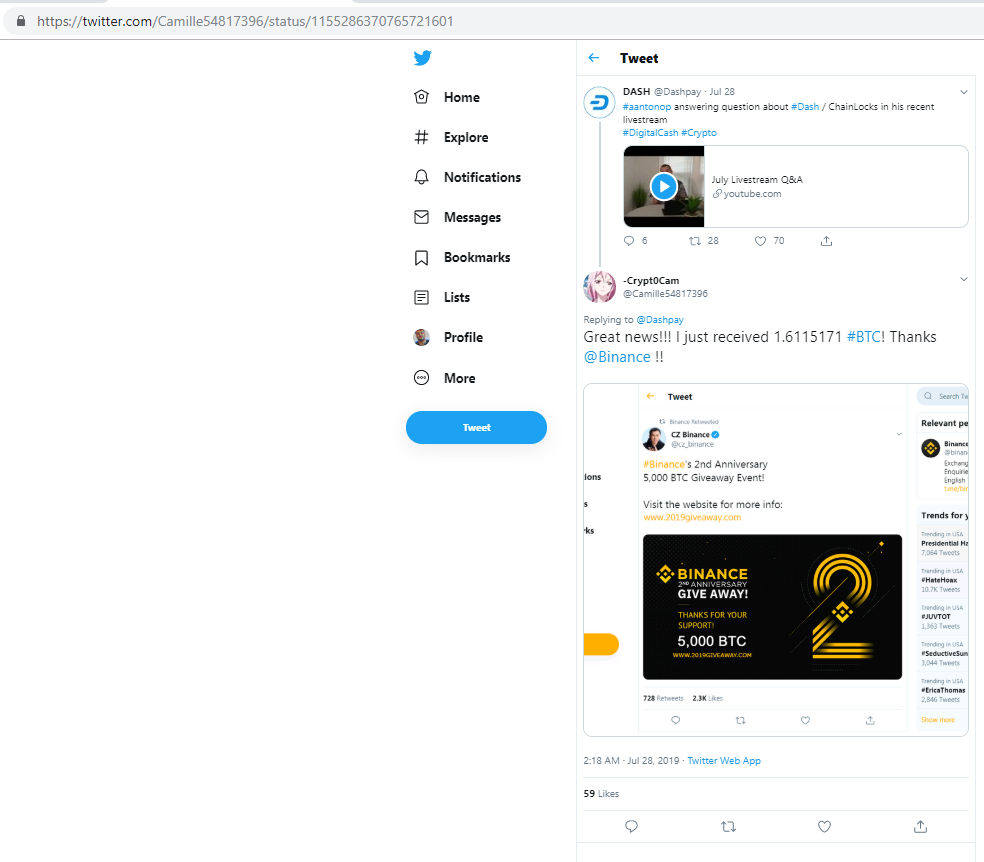 https://twitter.com/Camille54817396/status/1155286370765721601
Home
Explore
Notifications
Messages
Bookmarks
Lists
Profile
More
Tweet
Tweet
DASH @Dashpay · Jul 28
#aantonop answering question about #Dash / ChainLocks in his recent
livestream
#DigitalCash #Crypto
July Livestream Q&A
youtube.com
6 28 70
-Crypt0Cam
@Camille54817396
Replying to @Dashpay
Great news!!! I just received 1.6115171 #BTC! Thanks
@Binance !!
ions
s
ks
Tweet
Binance Retweeted
CZ Binance
@cz_binance
#Binance's 2nd Anniversary
5,000 BTC Giveaway Event!
Visit the website for more info:
www.2019giveaway.com
BINANCE
2ND ANNIVERSARY
GIVE AWAY!
THANKS FOR YOUR
SUPPORT!
5,000 BTC
WWW.2019GIVEAWAY.COM
2
728 Retweets 2.3K Likes
Search Tw
Relevant pe
Binance
@binan
Exchang
Enquirie
English
t.me/bin
Trends for y
Trending in USA
Presidential Ha
7,064 Tweets
Trending in USA
#HateHoax
10.7K Tweets
Trending in USA
#JUVTOT
1,363 Tweets
Trending in USA
#SeductiveSun
3,044 Tweets
Trending in USA
#EricaThomas
2,846 Tweets
Show more
2:18 AM · Jul 28, 2019 · Twitter Web App
59 Likes